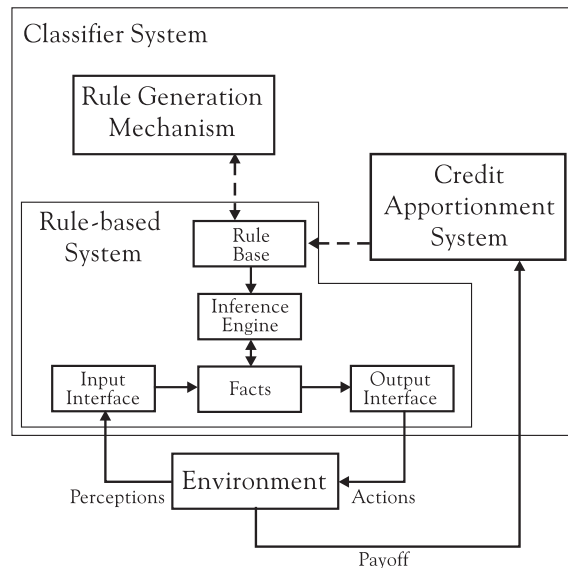 Classifier System
Rule Generation
Mechanism
Credit
Apportionment
System
Rule-based
System
Rule
Base
Inference
Engine
Input
Interface
Facts
Output
Interface
Environment
Perceptions
Actions
Payoff